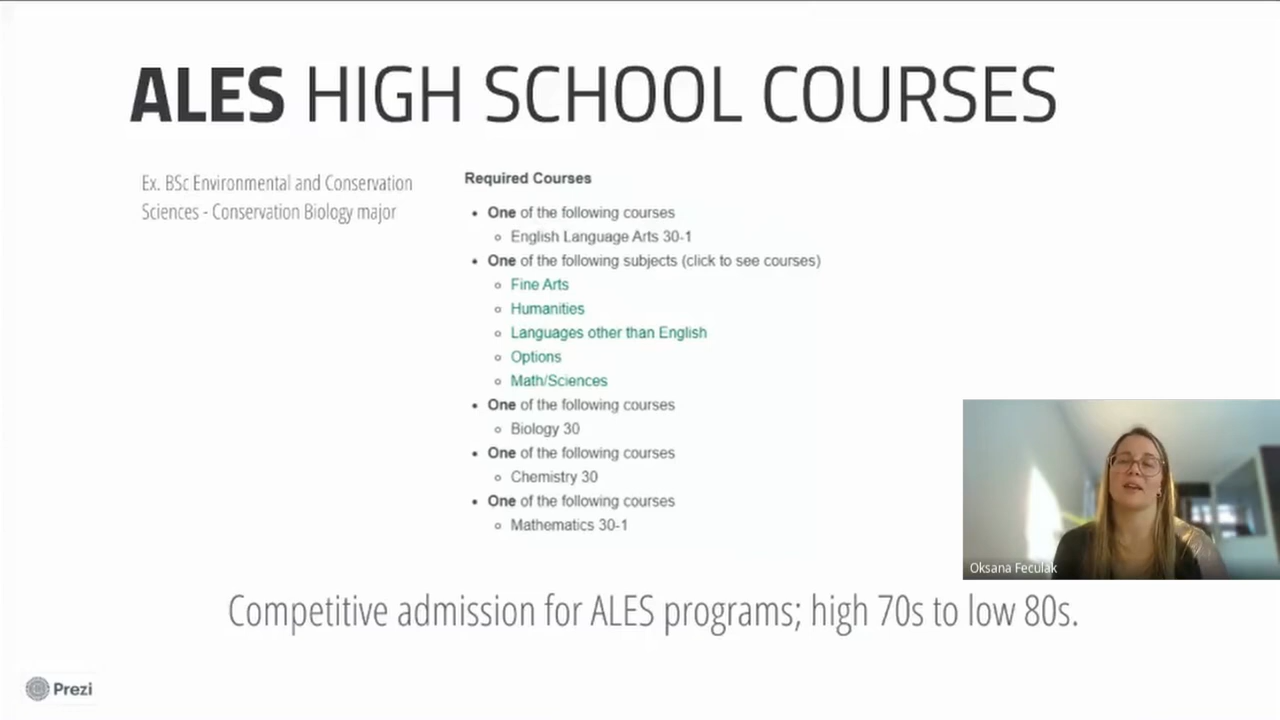 ALES HIGH SCHOOL COURSES
Ex. BSc Environmental and Conservation
Sciences - Conservation Biology major
Required Courses
• One of the following courses
◦ English Language Arts 30-1
• One of the following subjects (click to see courses)
◦ Fine Arts
◦ Humanities
◦ Languages other than English
◦ Options
◦ Math/Sciences
• One of the following courses
◦ Biology 30
• One of the following courses
◦ Chemistry 30
• One of the following courses
◦ Mathematics 30-1
Oksana Feculak
Competitive admission for ALES programs; high 70s to low 80s.
Prezi